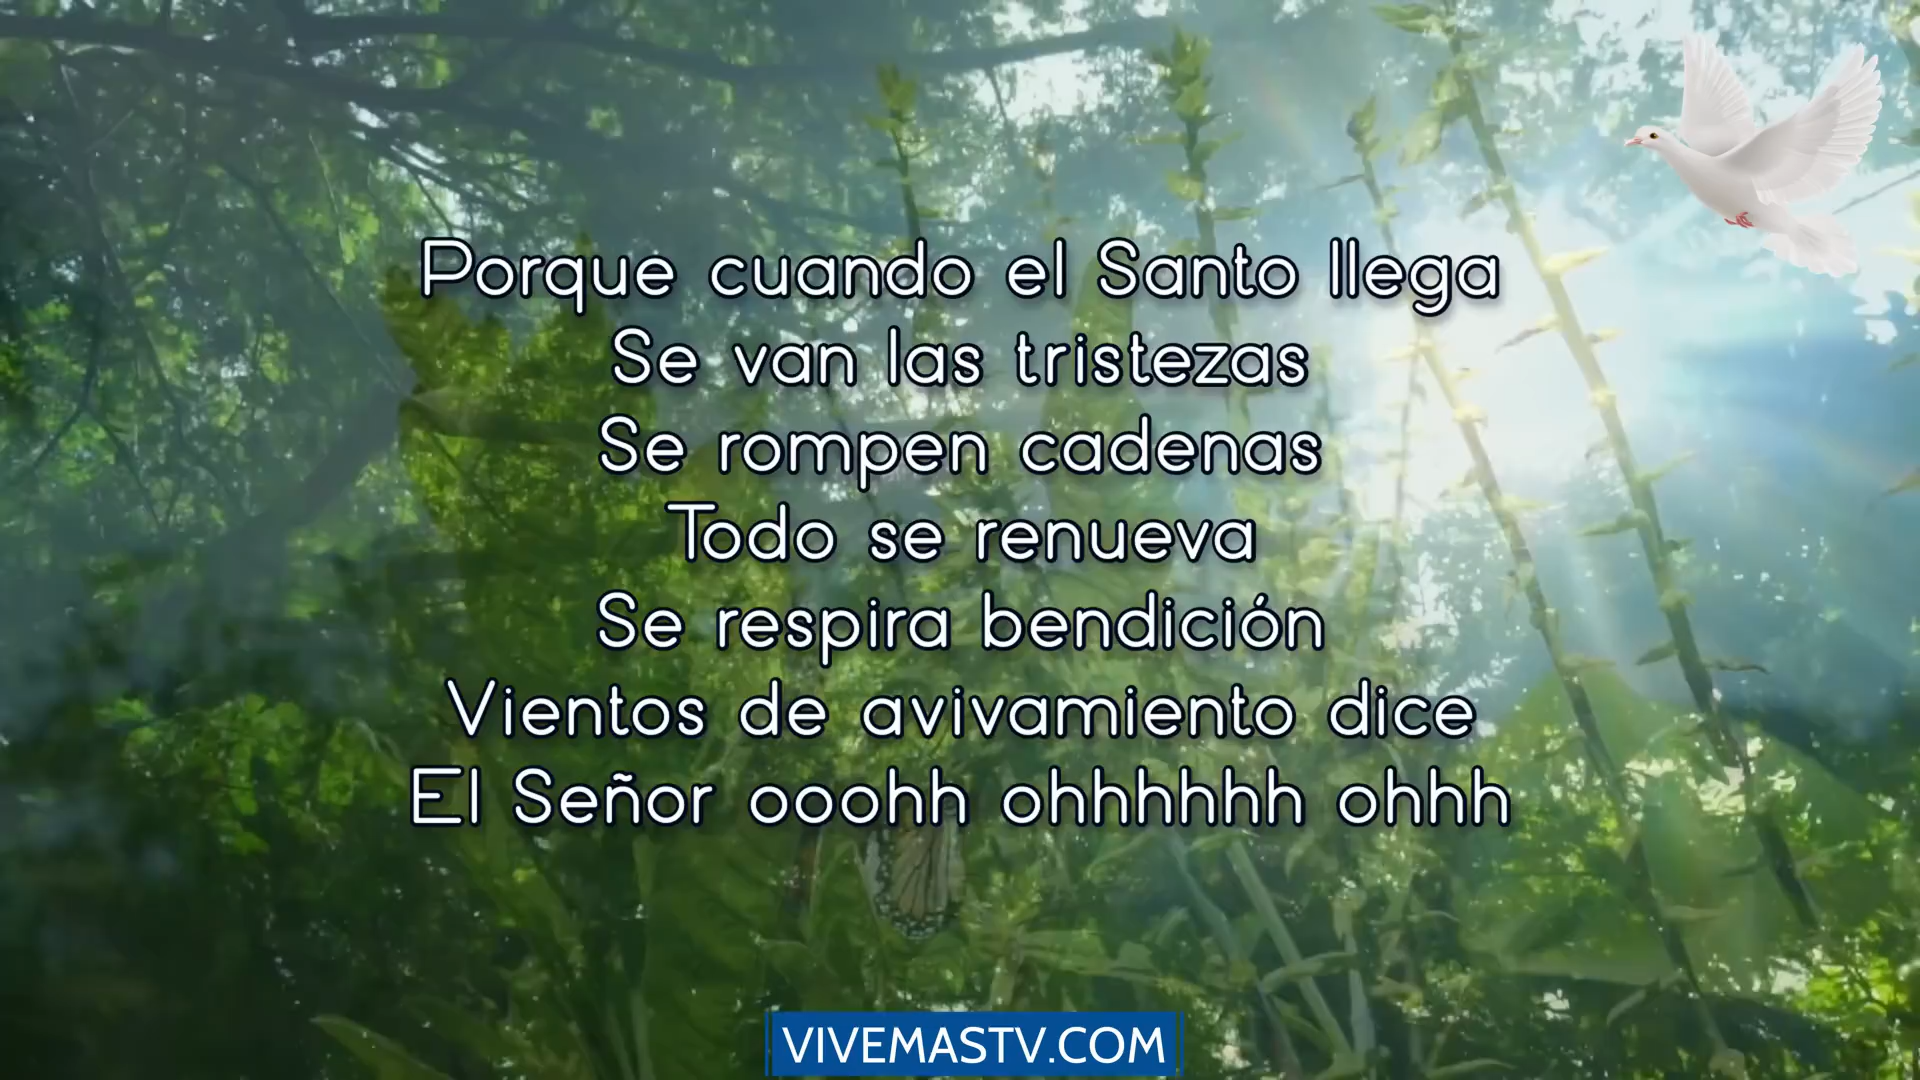 Porque cuando el Santo llega
Se van las tristezas
Se rompen cadenas
Todo se renueva
Se respira bendición
Vientos de avivamiento dice
El Señor ooohh ohhhhhh ohhh
VIVEMASTV.COM